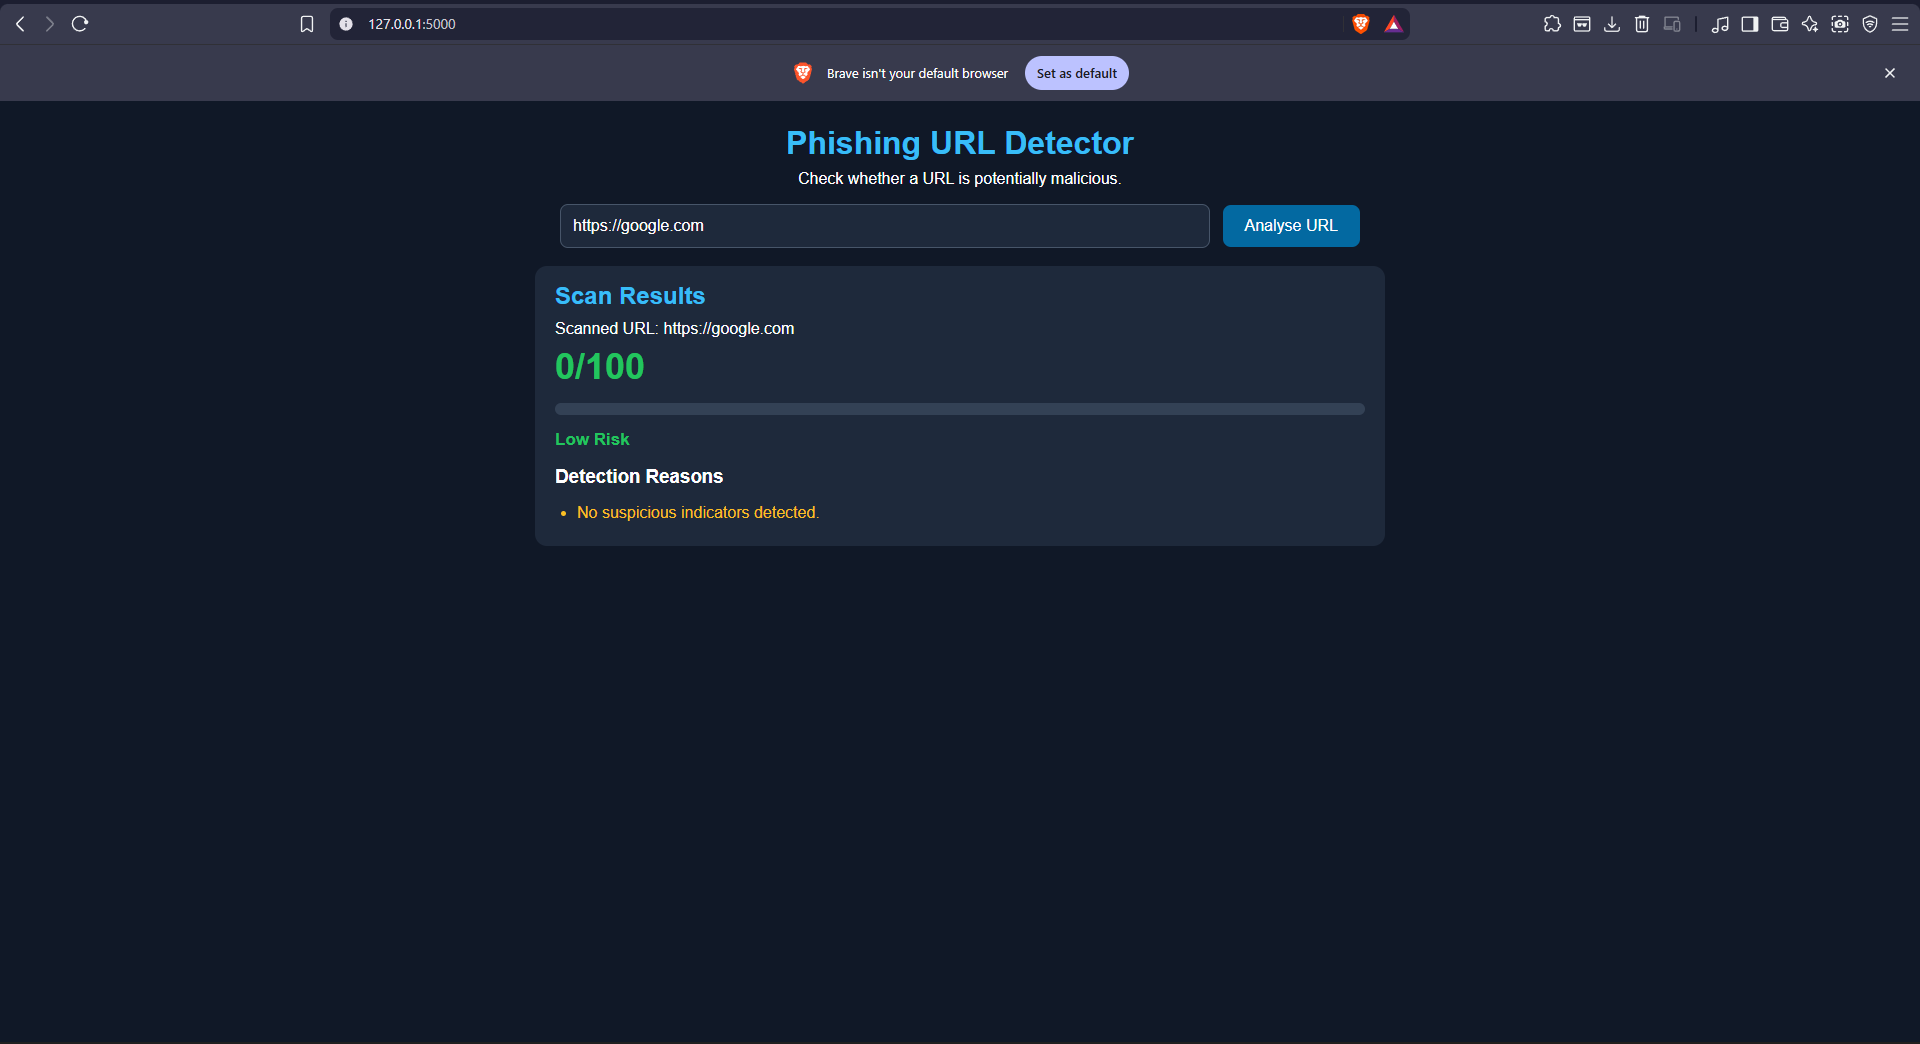 127.0.0.1:5000
Brave isn't your default browser
Set as default
Phishing URL Detector
Check whether a URL is potentially malicious.
https://google.com
Analyse URL
Scan Results
Scanned URL: https://google.com
0/100
Low Risk
Detection Reasons
No suspicious indicators detected.